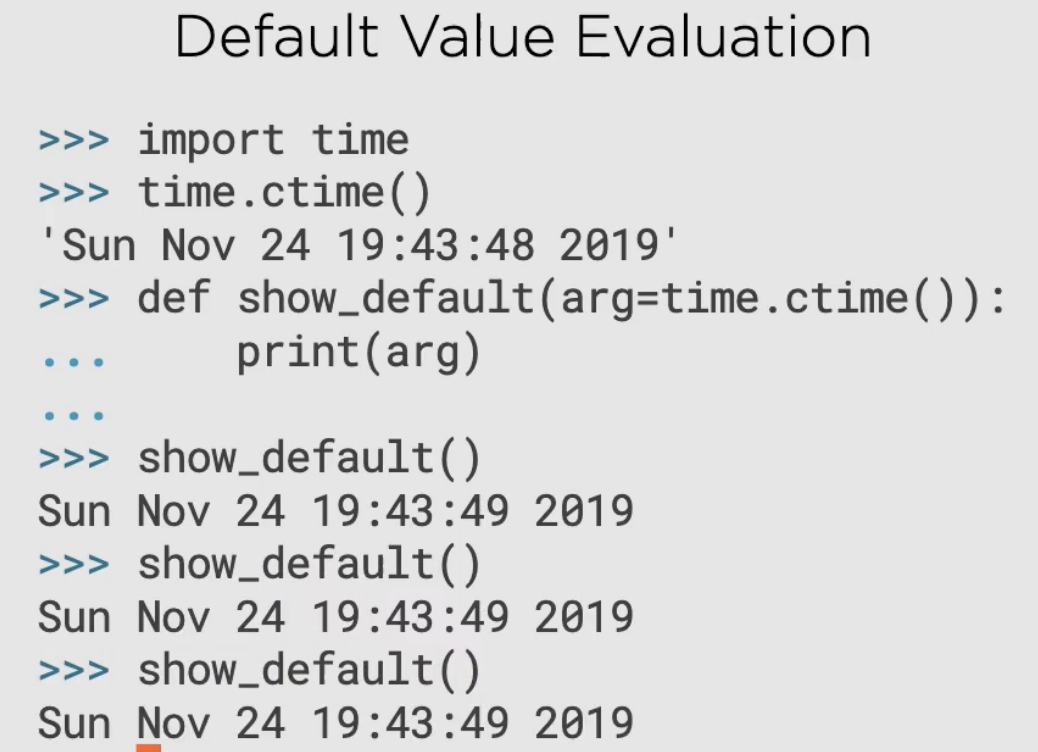 Default Value Evaluation
>>> import time
>>> time.ctime()
'Sun Nov 24 19:43:48 2019'
>>> def show_default(arg=time.ctime()):
...     print(arg)
...
>>> show_default()
Sun Nov 24 19:43:49 2019
>>> show_default()
Sun Nov 24 19:43:49 2019
>>> show_default()
Sun Nov 24 19:43:49 2019